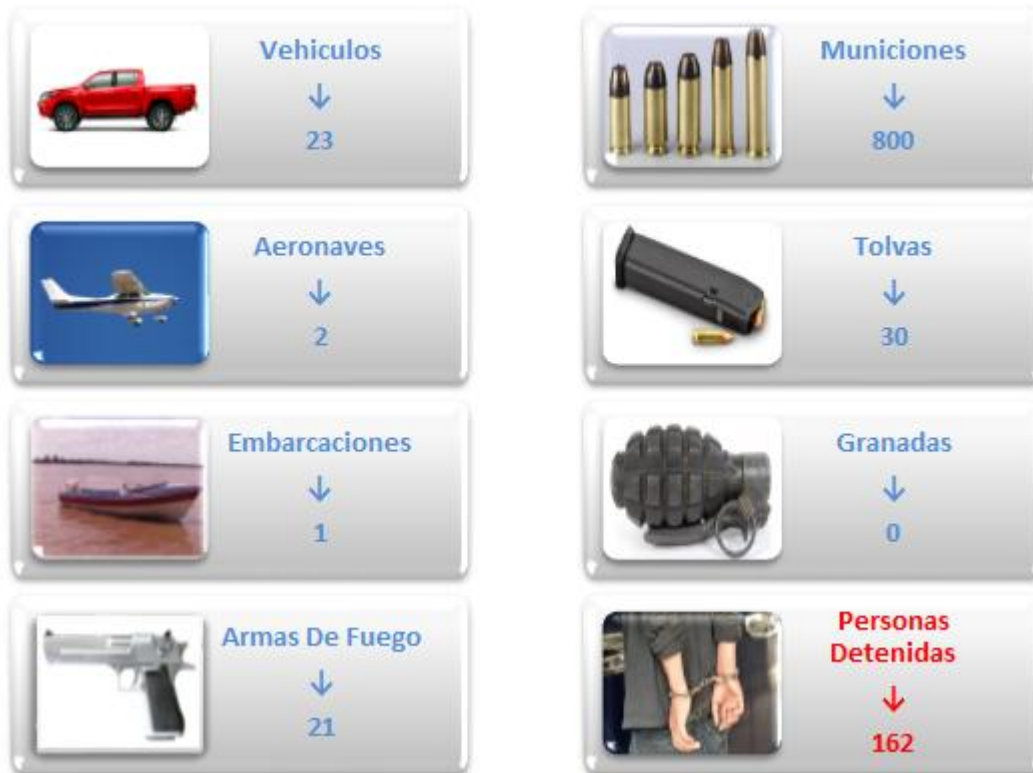 Vehiculos
↓
23
Municiones
↓
800
Aeronaves
↓
2
Tolvas
↓
30
Embarcaciones
↓
1
Granadas
↓
0
Armas De Fuego
↓
21
Personas
Detenidas
↓
162